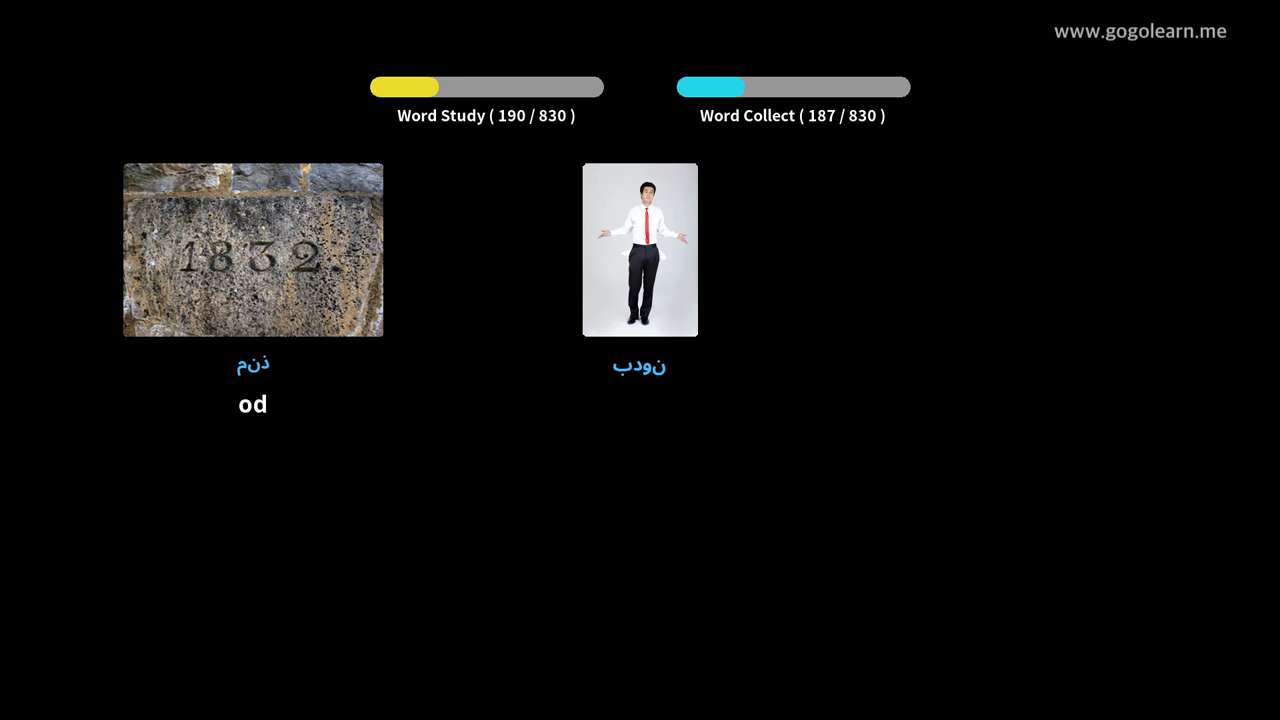 www.gogolearn.me
Word Study ( 190 / 830 )
Word Collect ( 187 / 830 )
1832.
منذ
بدون
od